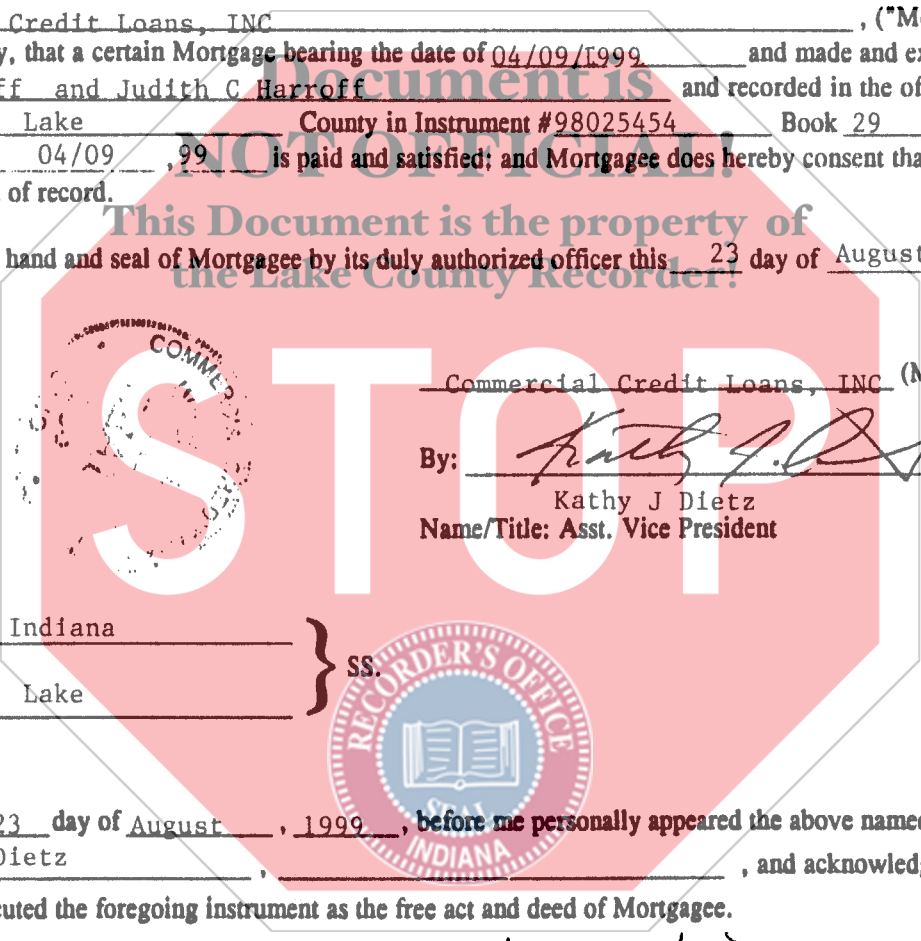 Credit Loans, INC , ("M
y, that a certain Mortgage bearing the date of 04/09/1999 and made and ex
ff and Judith C Harroff and recorded in the of
Document is
Lake County in Instrument #98025454 Book 29
NOT OFFICIAL!
04/09 ,99 is paid and satisfied; and Mortgagee does hereby consent tha
of record.
This Document is the property of
hand and seal of Mortgagee by its duly authorized officer this 23 day of August
the Lake County Recorder!
STOP
COMMER
Commercial Credit Loans, INC (M
By: Kathy J. D
Kathy J Dietz
Name/Title: Asst. Vice President
Indiana
SS.
Lake
RECORDER'S OFFICE
SEAL
INDIANA
23 day of August , 1999 , before me personally appeared the above named
Dietz , , and acknowled
cuted the foregoing instrument as the free act and deed of Mortgagee.